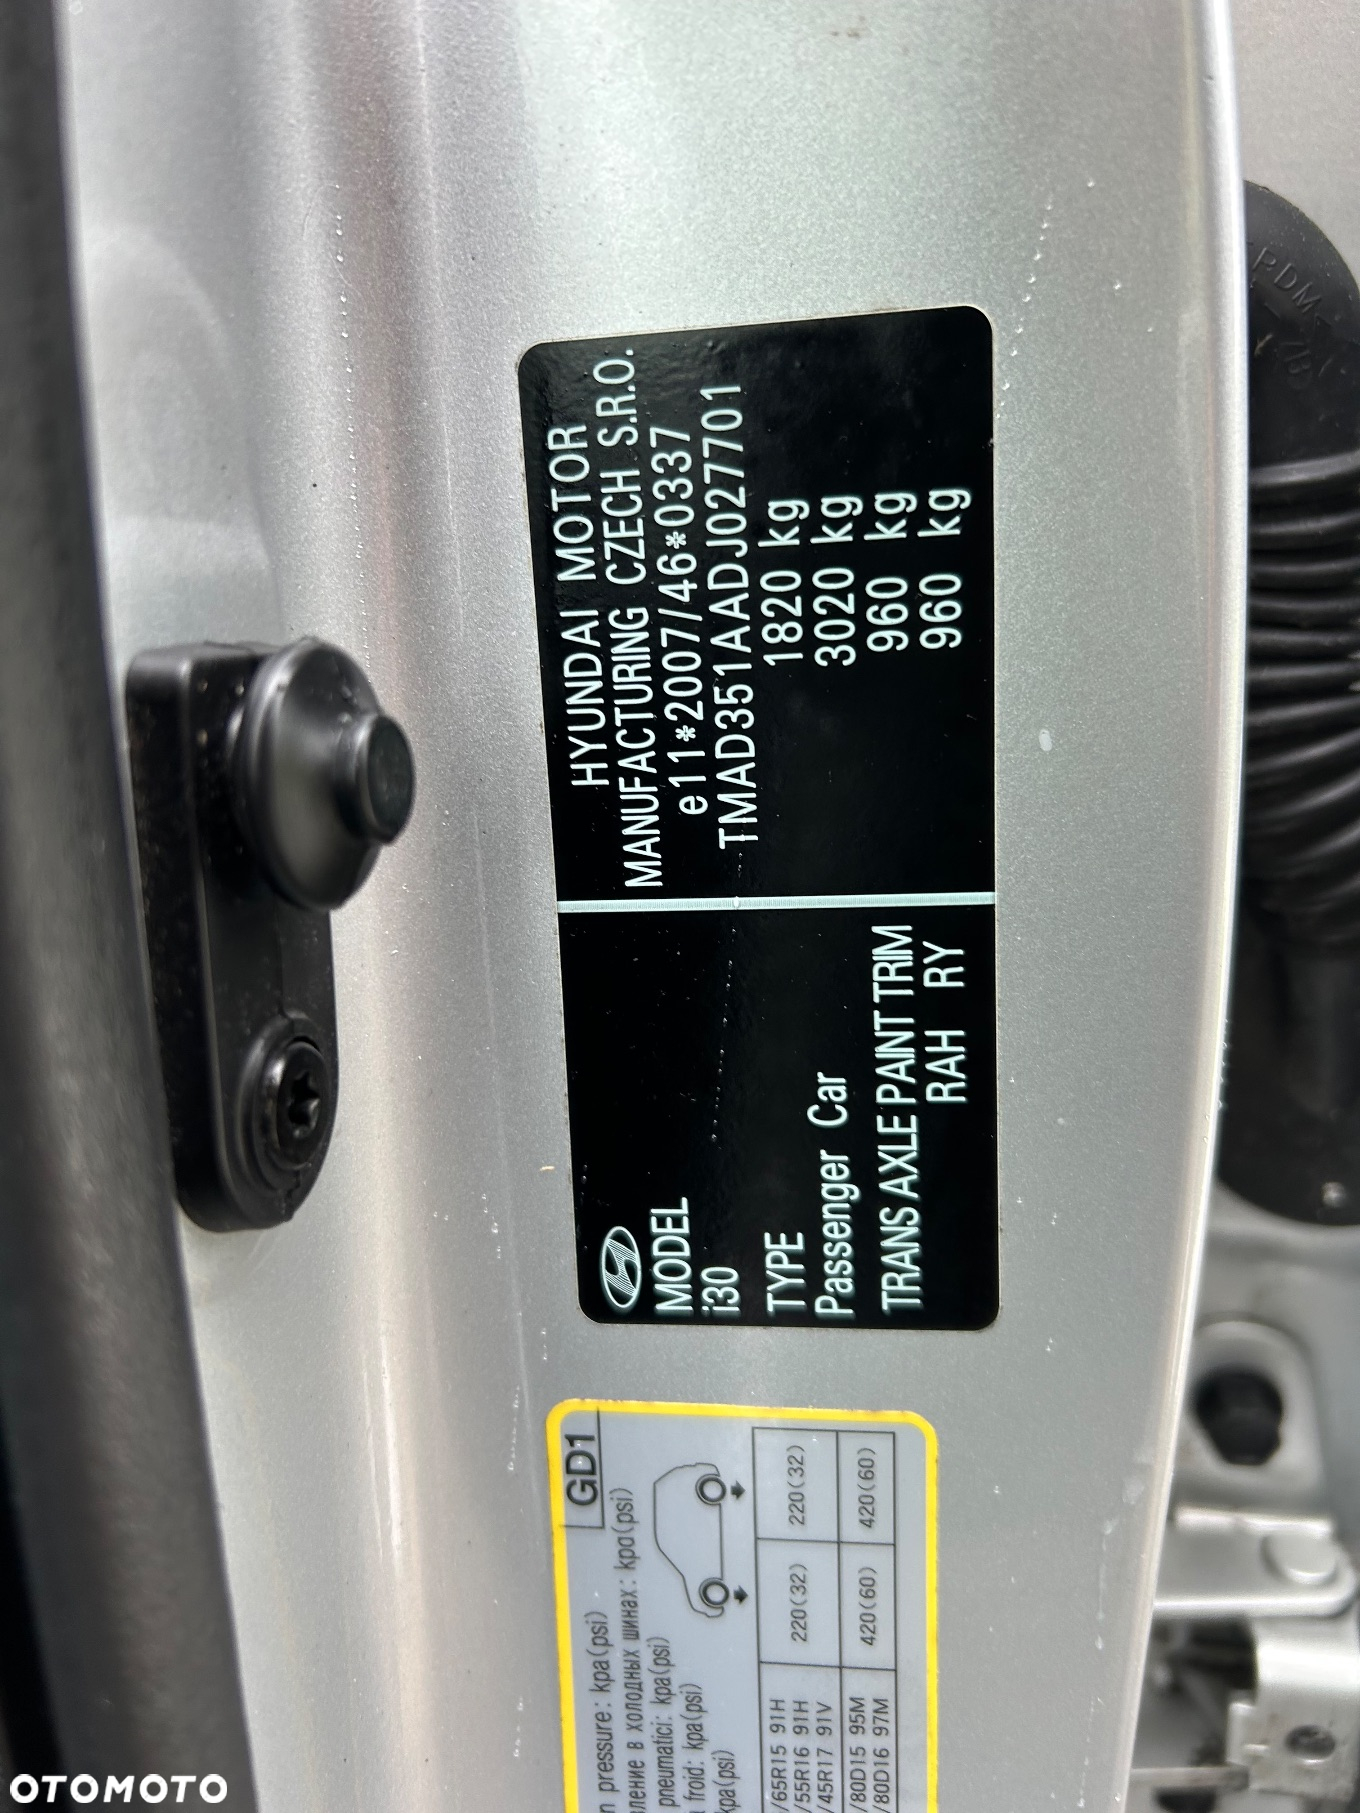 HYUNDAI MOTOR
MANUFACTURING CZECH S.R.O.
e11*2007/46*0337
TMAD351AADJ027701
1820 kg
3020 kg
960 kg
960 kg
MODEL
i30
TYPE
Passenger Car
TRANS AXLE PAINT TRIM
RAH RY
GD1
pressure: kpa(psi)
в холодных шинах: kpa(psi)
pneumatici: kpa(psi)
froid: kpa(psi)
kpa(psi)
/65R15 91H
/55R16 91H
/45R17 91V
220(32) 220(32)
/80D15 95M
/80D16 97M
420(60) 420(60)
OTOMOTO